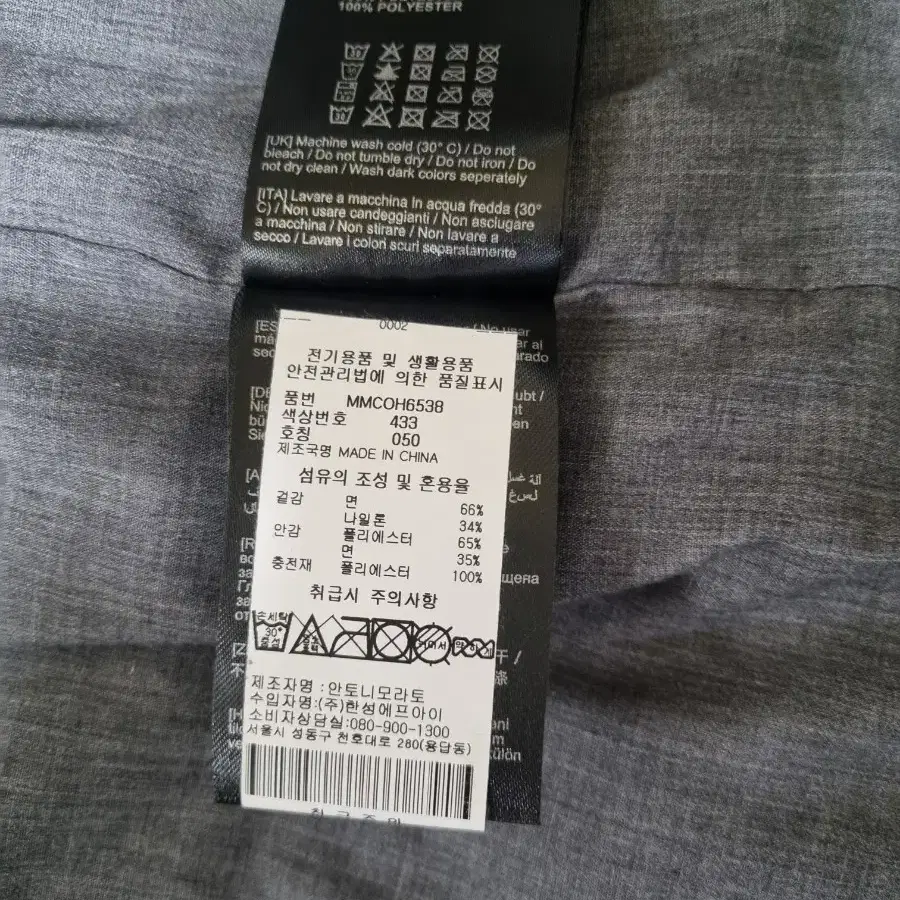 100% POLYESTER
[UK] Machine wash cold (30° C) / Do not
bleach / Do not tumble dry / Do not iron / Do
not dry clean / Wash dark colors seperately
[ITA] Lavare a macchina In acqua fredda (30°
C) / Non usare candeggianti / Non asciugare
a macchina / Non stirare / Non lavare a
secco / Lavare I colori scuri separatamente
0002
전기용품 및 생활용품
안전관리법에 의한 품질표시
품번 MMCOH6538
색상번호 433
호칭 050
제조국명 MADE IN CHINA
섬유의 조성 및 혼용율
겉감 면 66%
나일론 34%
안감 폴리에스터 65%
면 35%
충전재 폴리에스터 100%
취급시 주의사항
손세탁
30°
중성
제조자명 : 안토니모라토
수입자명:(주)한성에프아이
소비자상담실:080-900-1300
서울시 성동구 천호대로 280(용답동)